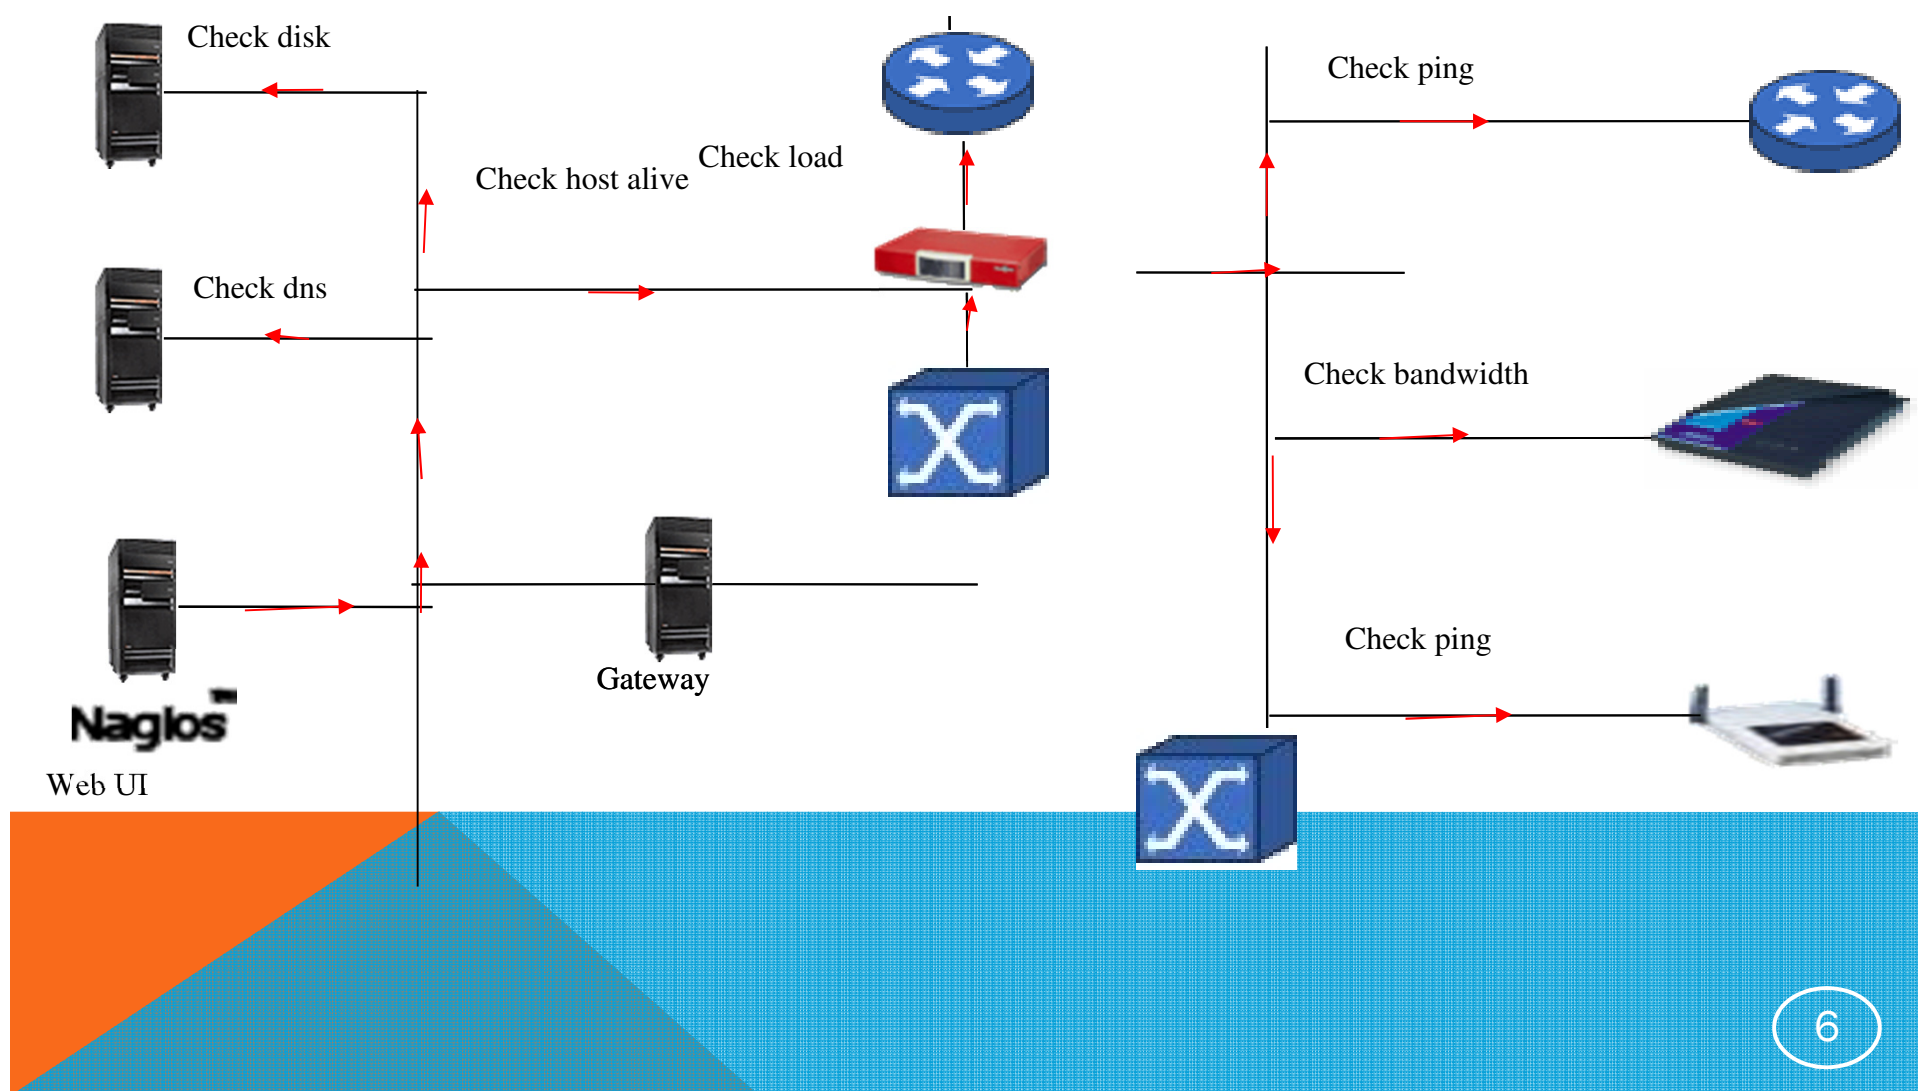 Check disk
Check ping
Check load
Check host alive
Check dns
Check bandwidth
Check ping
Gateway
Nagios
Web UI
6